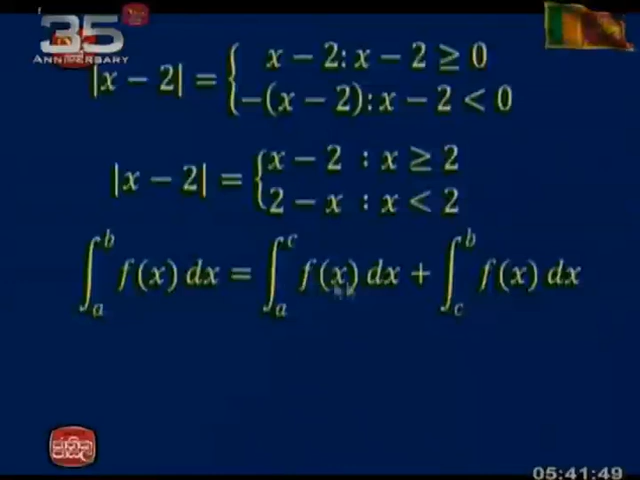 35
ANNIVERSARY
|x − 2| = { x − 2: x − 2 ≥ 0
−(x − 2): x − 2 < 0
|x − 2| = { x − 2 : x ≥ 2
2 − x : x < 2
∫_a^b f(x) dx = ∫_a^c f(x) dx + ∫_c^b f(x) dx
05:41:49